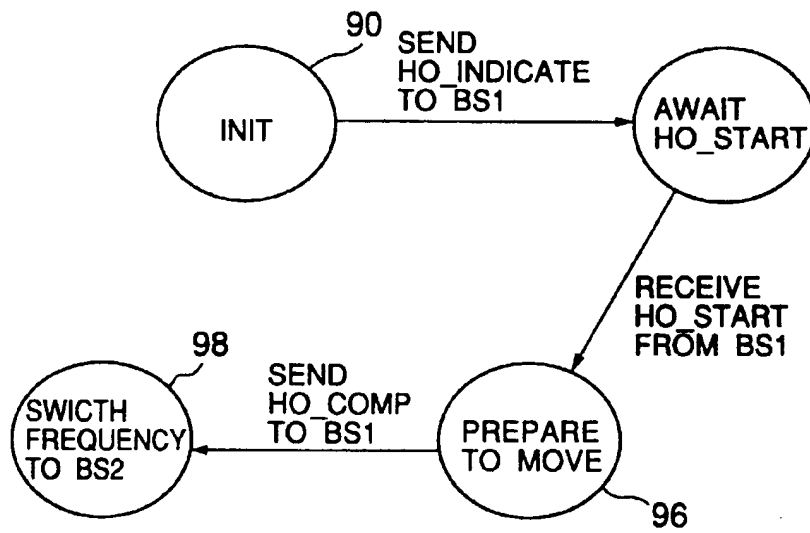 90
SEND
HO_INDICATE
TO BS1
INIT
AWAIT
HO_START
RECEIVE
HO_START
FROM BS1
98
SEND
HO_COMP
TO BS1
SWICTH
FREQUENCY
TO BS2
PREPARE
TO MOVE
96